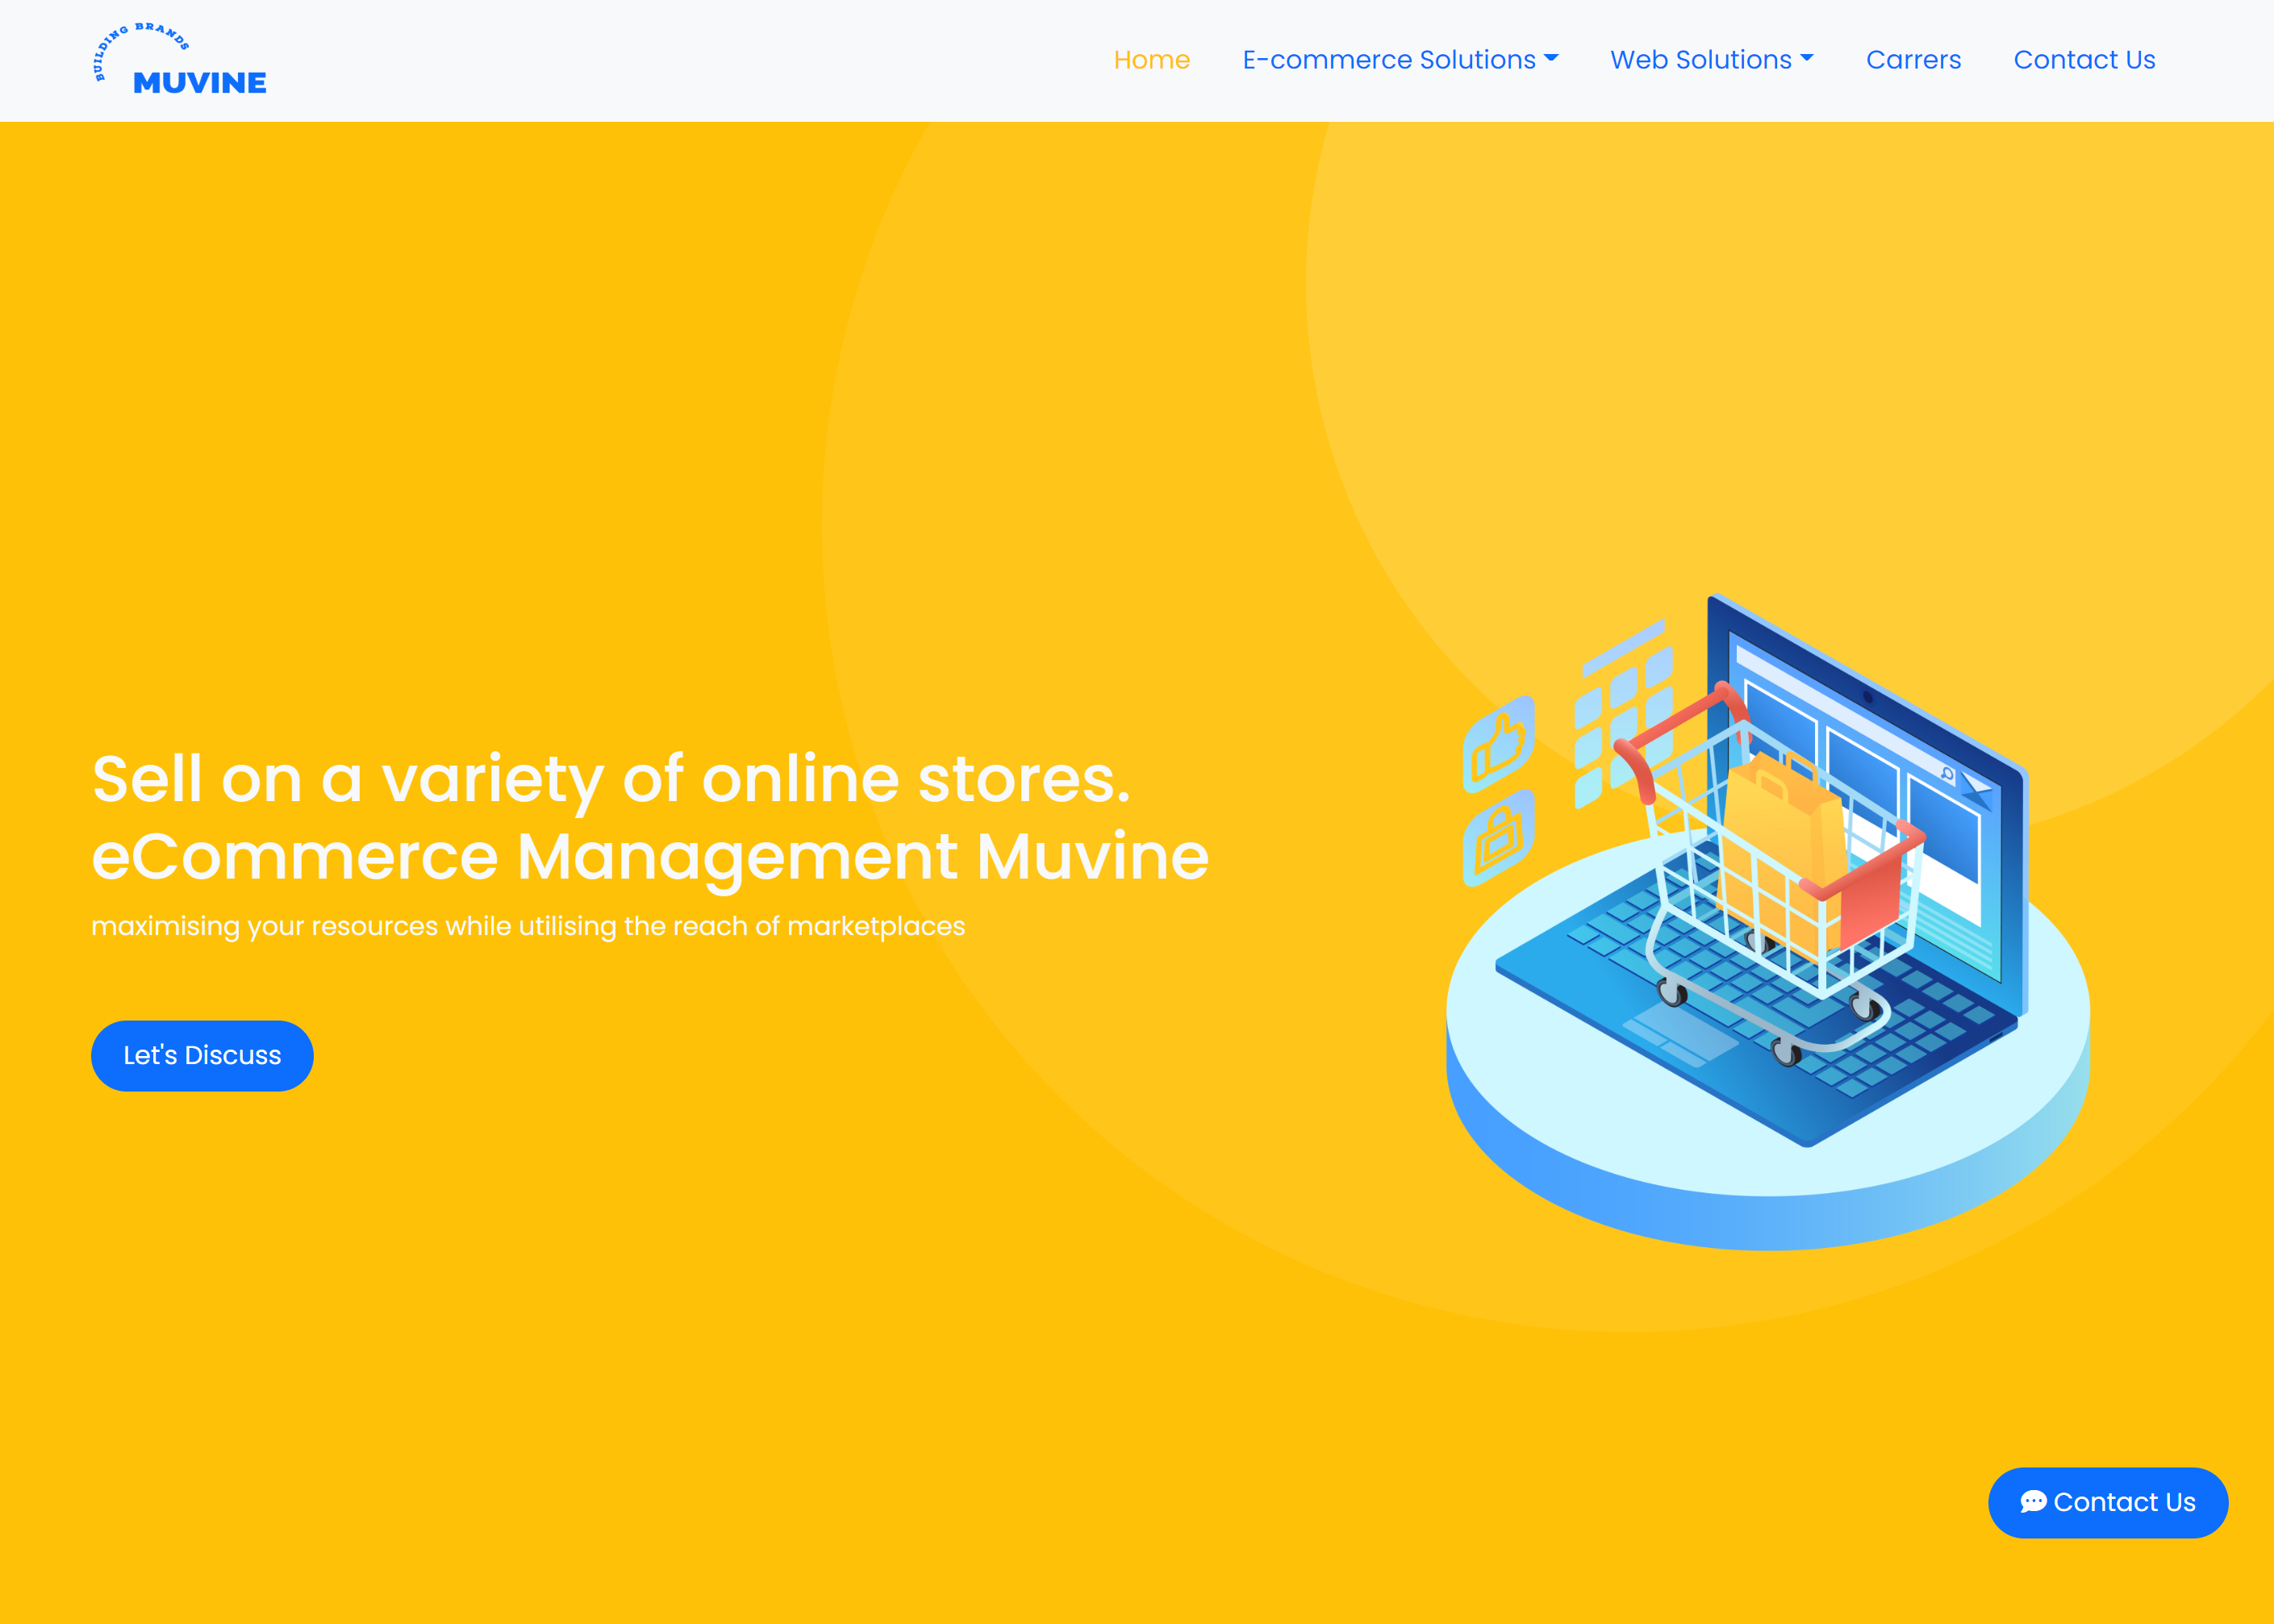 BUILDING BRANDS
MUVINE
Home
E-commerce Solutions
Web Solutions
Carrers
Contact Us
Sell on a variety of online stores.
eCommerce Management Muvine
maximising your resources while utilising the reach of marketplaces
Let's Discuss
Contact Us